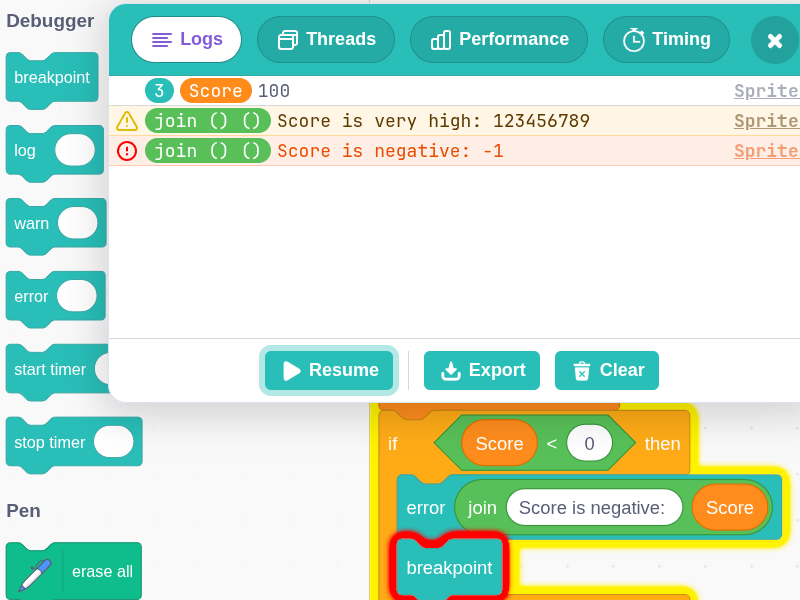 Debugger
Logs Threads Performance Timing
breakpoint
3 Score 100 Sprite
join () () Score is very high: 123456789 Sprite
join () () Score is negative: -1 Sprite
log
warn
error
start timer
stop timer
Resume Export Clear
if Score < 0 then
error join Score is negative: Score
breakpoint
Pen
erase all